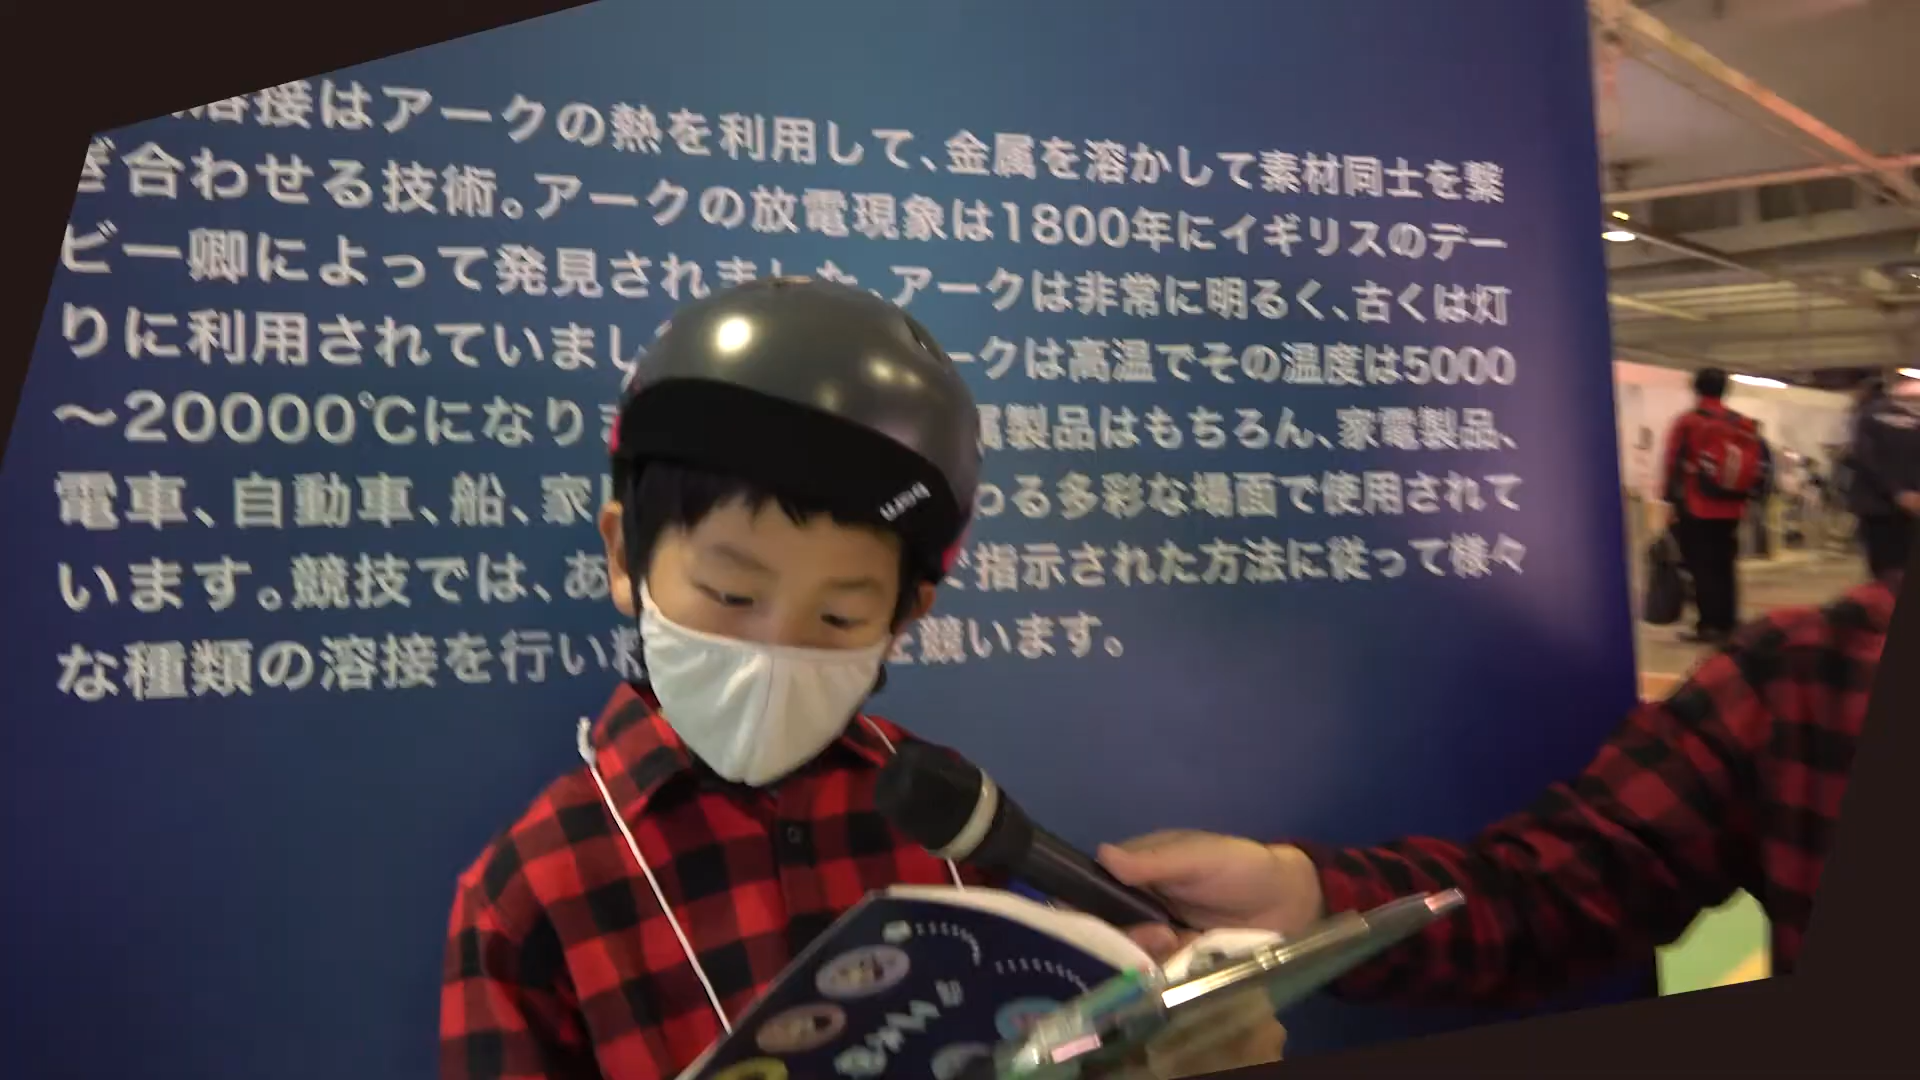 溶接はアークの熱を利用して、金属を溶かして素材同士を繋
ぎ合わせる技術。アークの放電現象は1800年にイギリスのデー
ビー卿によって発見されました。アークは非常に明るく、古くは灯
りに利用されていまし ークは高温でその温度は5000
～20000℃になり 属製品はもちろん、家電製品、
電車、自動車、船、家 わる多彩な場面で使用されて
います。競技では、あ で指示された方法に従って様々
な種類の溶接を行い を競います。